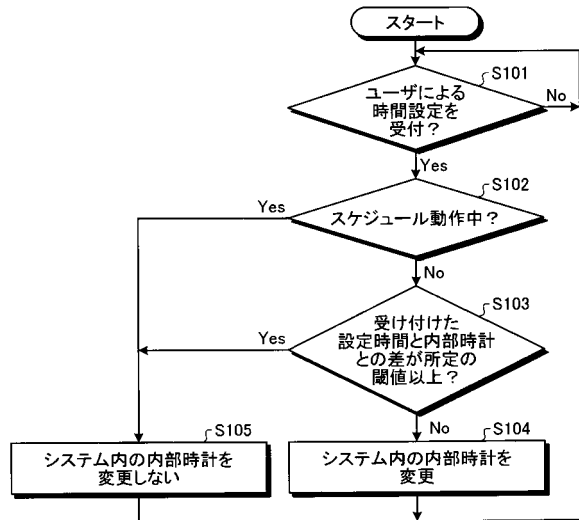 スタート
S101
ユーザによる
時間設定を
受付？
No
Yes
S102
Yes
スケジュール動作中？
No
S103
Yes
受け付けた
設定時間と内部時計
との差が所定の
閾値以上？
No
S105
システム内の内部時計を
変更しない
S104
システム内の内部時計を
変更